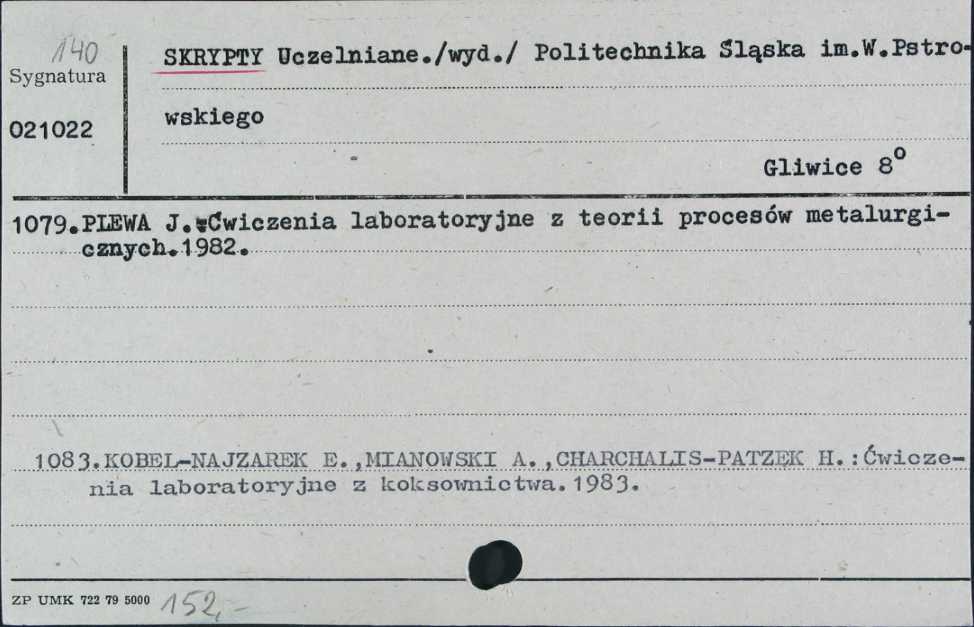 140
Sygnatura
021022
SKRYPTY Uczelniane./wyd./ Politechnika Śląska im.W.Pstro-
wskiego
Gliwice 8°
1079.PLEWA J.:Ćwiczenia laboratoryjne z teorii procesów metalurgi-
cznych.1982.
1083.KOBEL-NAJZAREK E.,MIANOWSKI A.,CHARCHALIS-PATZEK H.:Ćwicze-
nia laboratoryjne z koksownictwa.1983.
ZP UMK 722 79 5000 152,-